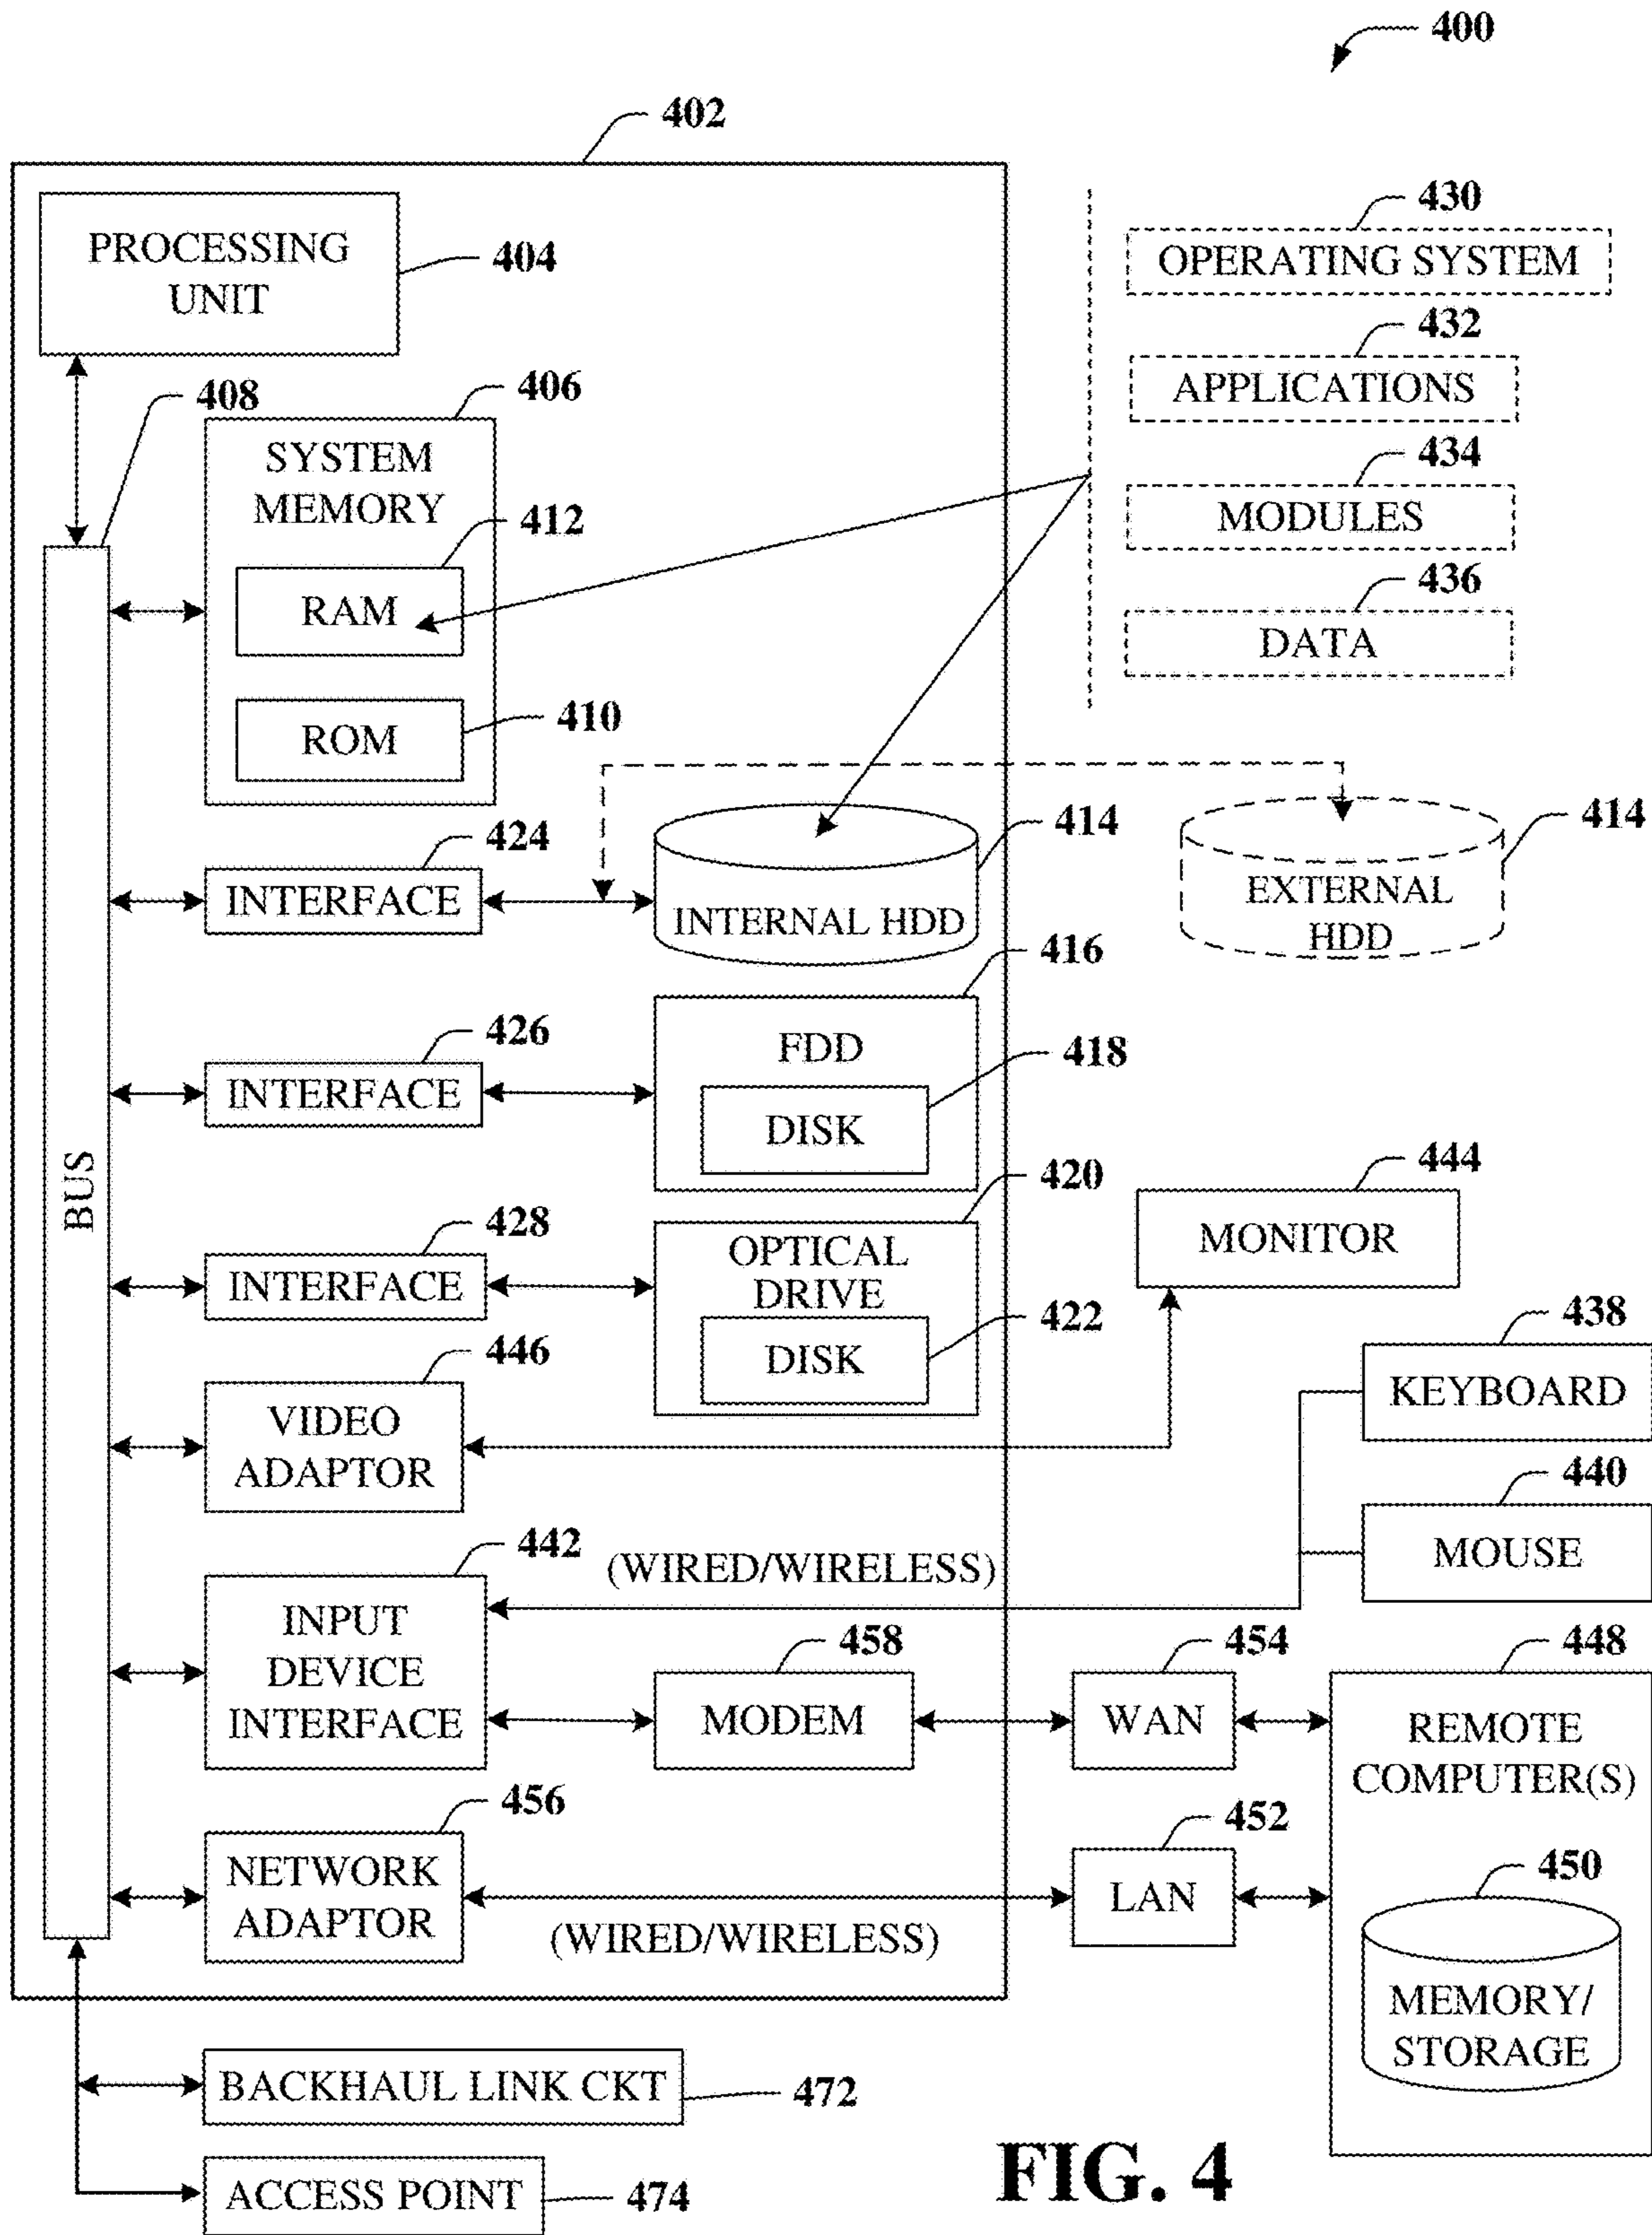 400
402
PROCESSING
UNIT
404
430
OPERATING SYSTEM
432
APPLICATIONS
434
MODULES
436
DATA
408
406
SYSTEM
MEMORY
412
RAM
410
ROM
BUS
424
INTERFACE
414
INTERNAL HDD
414
EXTERNAL
HDD
426
INTERFACE
416
FDD
418
DISK
428
INTERFACE
420
OPTICAL
DRIVE
422
DISK
444
MONITOR
446
VIDEO
ADAPTOR
438
KEYBOARD
440
MOUSE
442
INPUT
DEVICE
INTERFACE
(WIRED/WIRELESS)
458
MODEM
454
WAN
448
REMOTE
COMPUTER(S)
456
NETWORK
ADAPTOR
(WIRED/WIRELESS)
452
LAN
450
MEMORY/
STORAGE
BACKHAUL LINK CKT
472
ACCESS POINT
474
FIG. 4